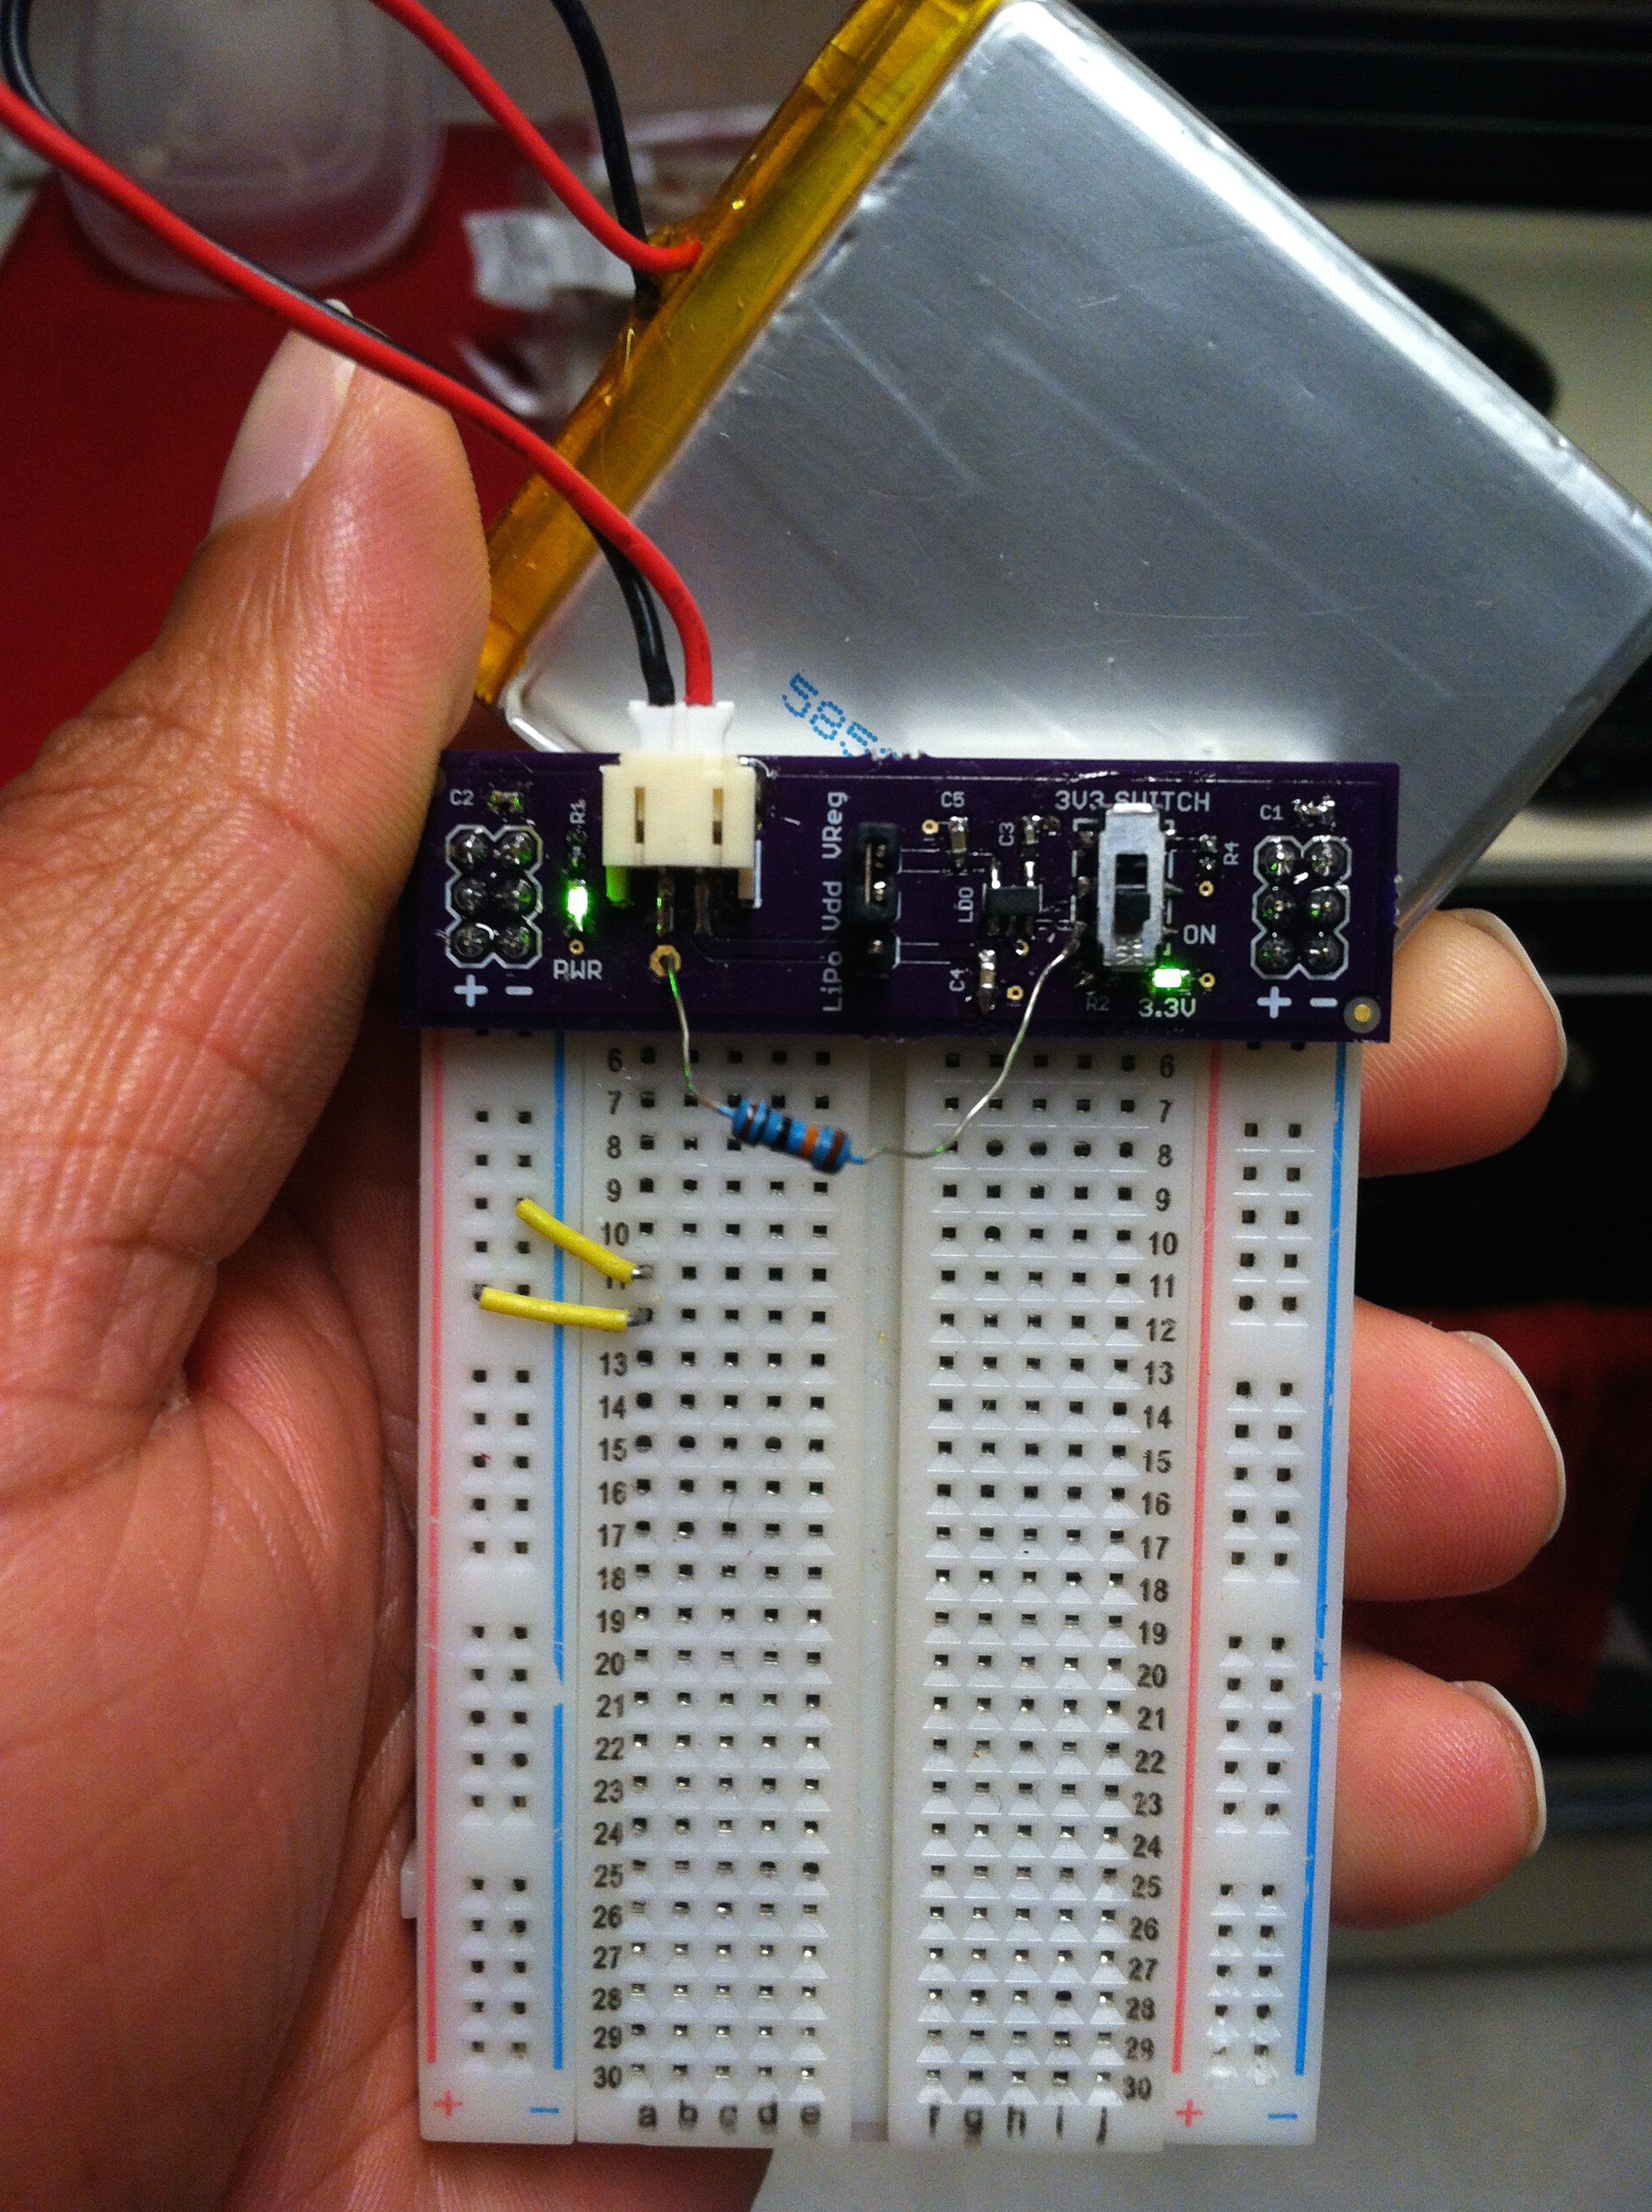 585
C2
R1
PWR
+ -
LiPo Vdd VReg
C5
C3
LDO
C4
3V3 SWITCH
R4
ON
R2
3.3V
C1
+ -
6 6
7 7
8 8
9 9
10 10
11 11
12
13 13
14 14
15 15
16 16
17 17
18 18
19 19
20 20
21 21
22 22
23 23
24 24
25 25
26 26
27 27
28 28
29 29
30 30
+ - a b c d e f g h i j + -